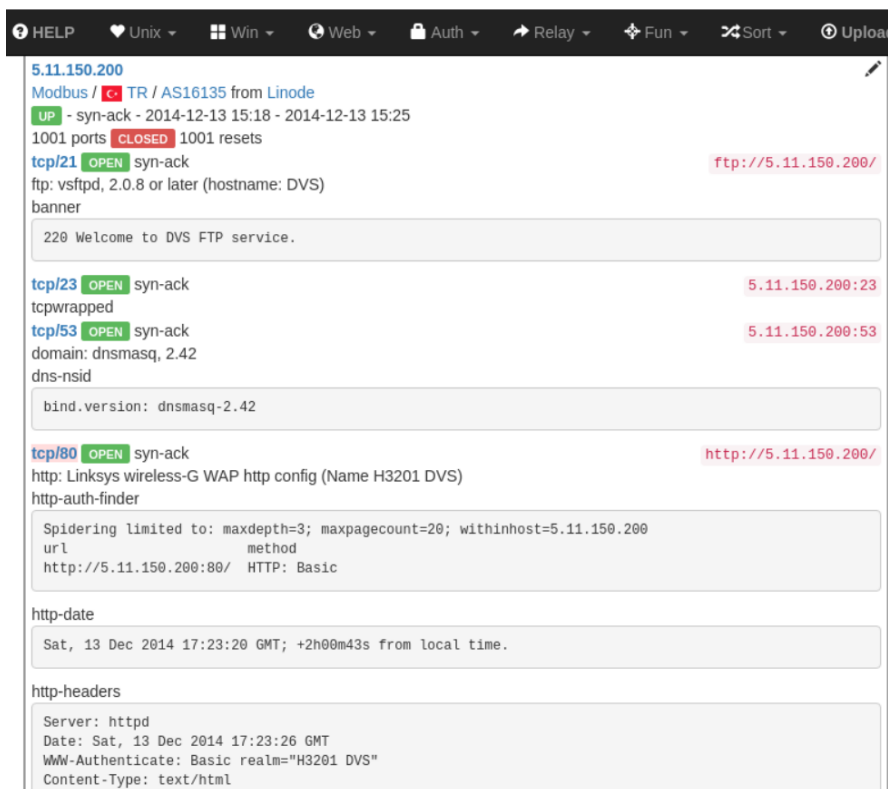 HELP Unix Win Web Auth Relay Fun Sort Uploa
5.11.150.200
Modbus / TR / AS16135 from Linode
UP - syn-ack - 2014-12-13 15:18 - 2014-12-13 15:25
1001 ports CLOSED 1001 resets
tcp/21 OPEN syn-ack ftp://5.11.150.200/
ftp: vsftpd, 2.0.8 or later (hostname: DVS)
banner
220 Welcome to DVS FTP service.
tcp/23 OPEN syn-ack 5.11.150.200:23
tcpwrapped
tcp/53 OPEN syn-ack 5.11.150.200:53
domain: dnsmasq, 2.42
dns-nsid
bind.version: dnsmasq-2.42
tcp/80 OPEN syn-ack http://5.11.150.200/
http: Linksys wireless-G WAP http config (Name H3201 DVS)
http-auth-finder
Spidering limited to: maxdepth=3; maxpagecount=20; withinhost=5.11.150.200
url method
http://5.11.150.200:80/ HTTP: Basic
http-date
Sat, 13 Dec 2014 17:23:20 GMT; +2h00m43s from local time.
http-headers
Server: httpd
Date: Sat, 13 Dec 2014 17:23:26 GMT
WWW-Authenticate: Basic realm="H3201 DVS"
Content-Type: text/html